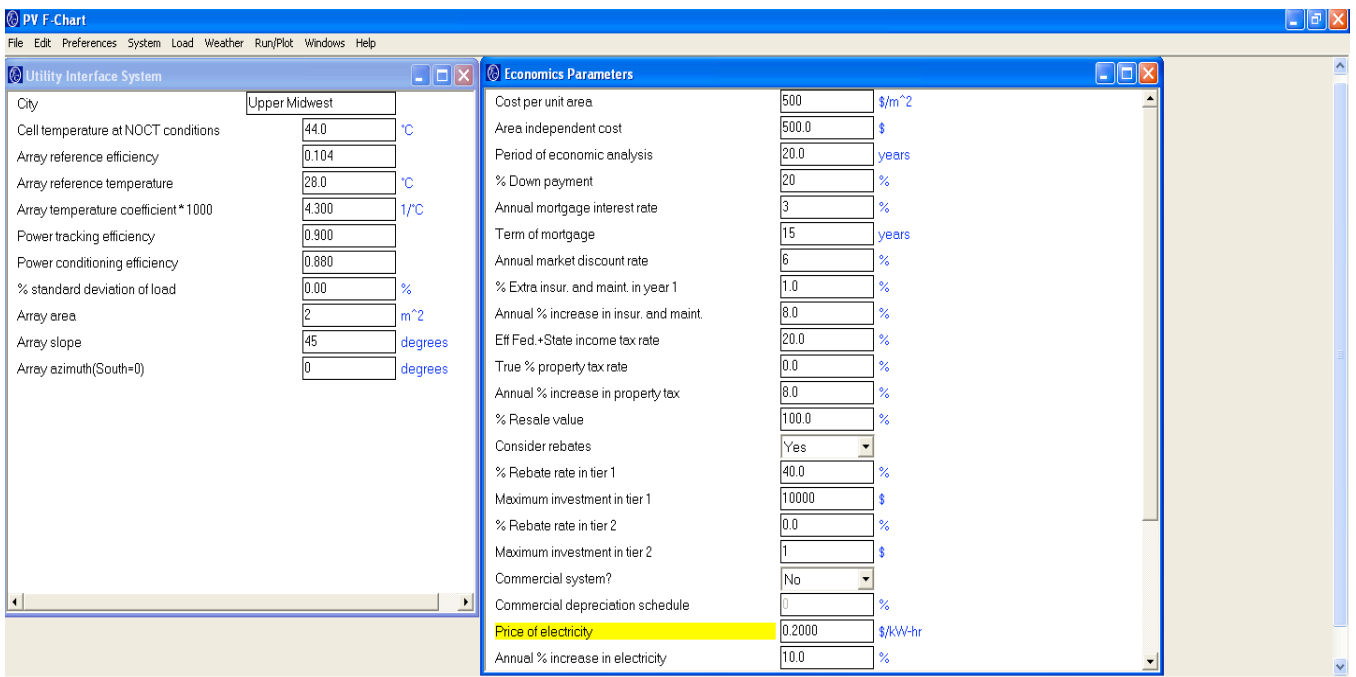 PV F-Chart
File Edit Preferences System Load Weather Run/Plot Windows Help
Utility Interface System
City Upper Midwest
Cell temperature at NOCT conditions 44.0 °C
Array reference efficiency 0.104
Array reference temperature 28.0 °C
Array temperature coefficient * 1000 4.300 1/°C
Power tracking efficiency 0.900
Power conditioning efficiency 0.880
% standard deviation of load 0.00 %
Array area 2 m^2
Array slope 45 degrees
Array azimuth(South=0) 0 degrees
Economics Parameters
Cost per unit area 500 $/m^2
Area independent cost 500.0 $
Period of economic analysis 20.0 years
% Down payment 20 %
Annual mortgage interest rate 3 %
Term of mortgage 15 years
Annual market discount rate 6 %
% Extra insur. and maint. in year 1 1.0 %
Annual % increase in insur. and maint. 8.0 %
Eff Fed.+State income tax rate 20.0 %
True % property tax rate 0.0 %
Annual % increase in property tax 8.0 %
% Resale value 100.0 %
Consider rebates Yes
% Rebate rate in tier 1 40.0 %
Maximum investment in tier 1 10000 $
% Rebate rate in tier 2 0.0 %
Maximum investment in tier 2 1 $
Commercial system? No
Commercial depreciation schedule 0 %
Price of electricity 0.2000 $/kW-hr
Annual % increase in electricity 10.0 %